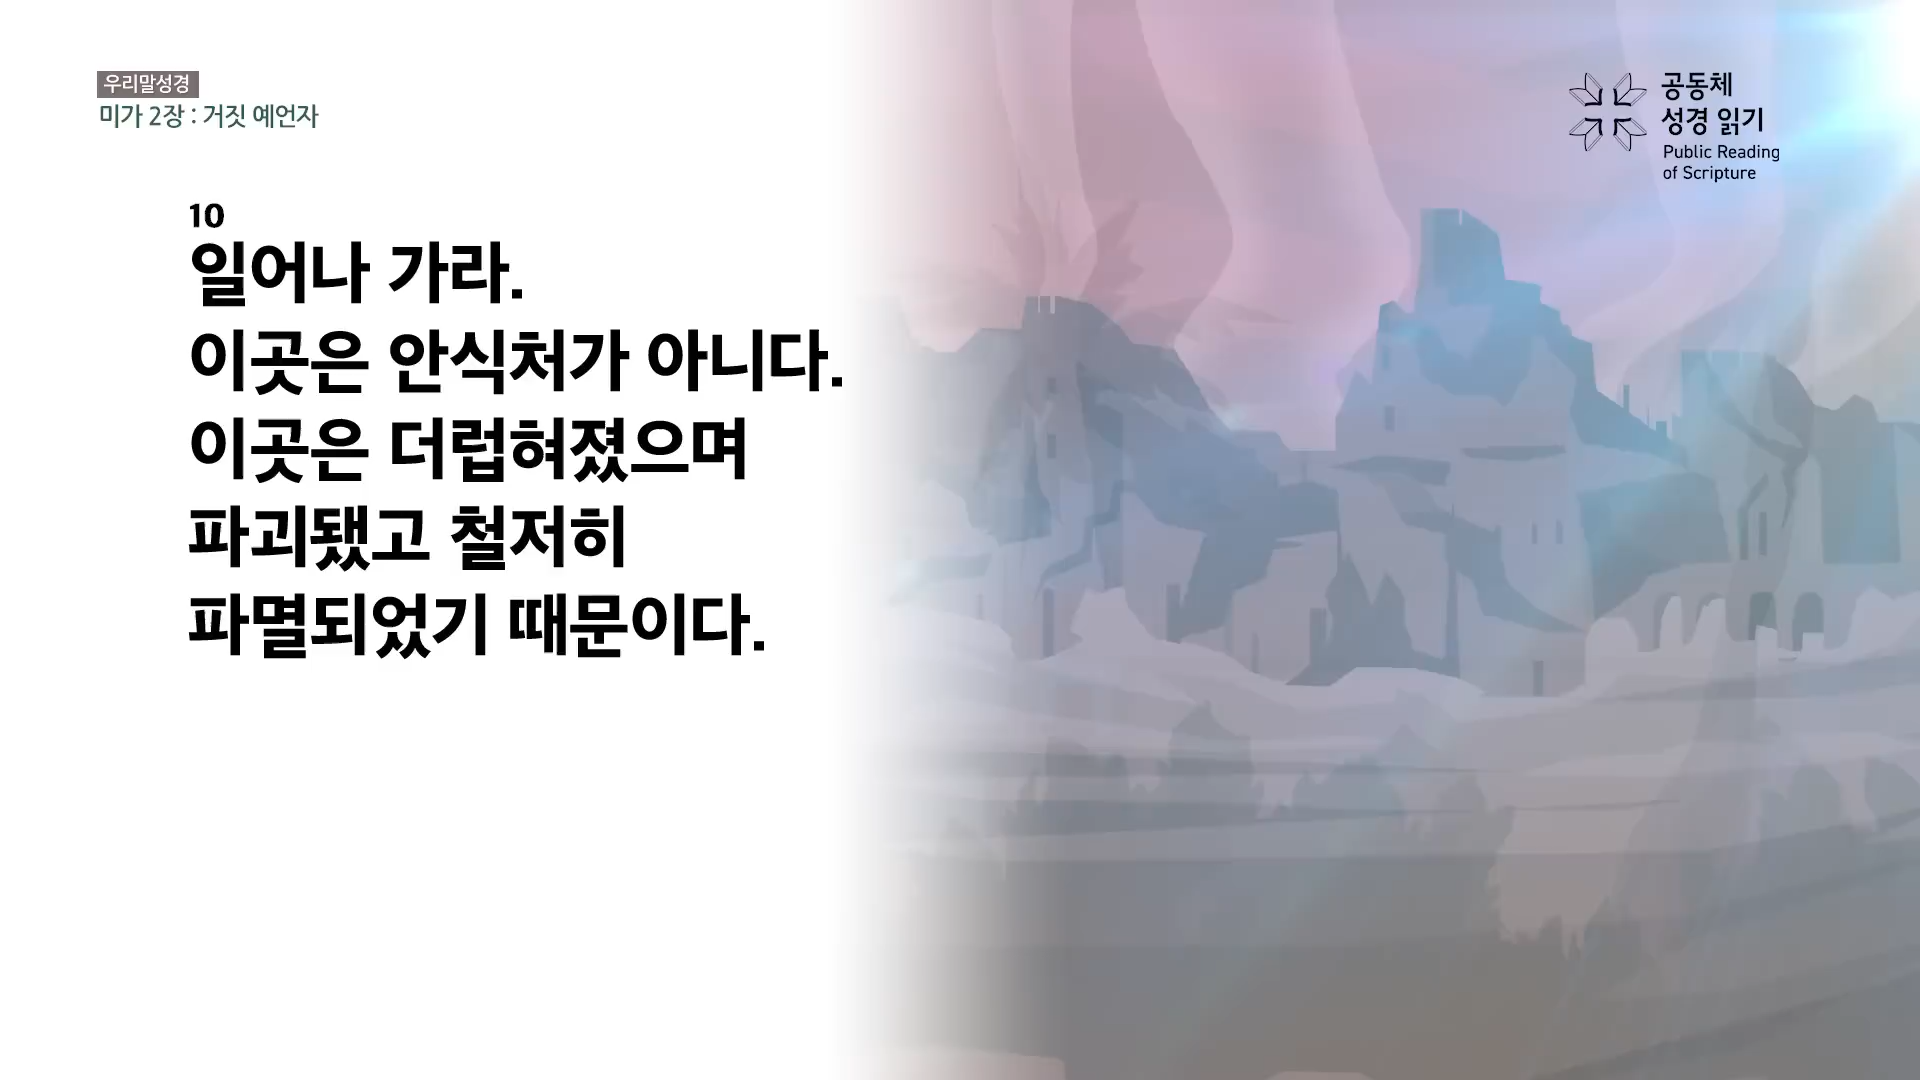 우리말성경
미가 2장 : 거짓 예언자
공동체
성경 읽기
Public Reading
of Scripture
10
일어나 가라.
이곳은 안식처가 아니다.
이곳은 더럽혀졌으며
파괴됐고 철저히
파멸되었기 때문이다.